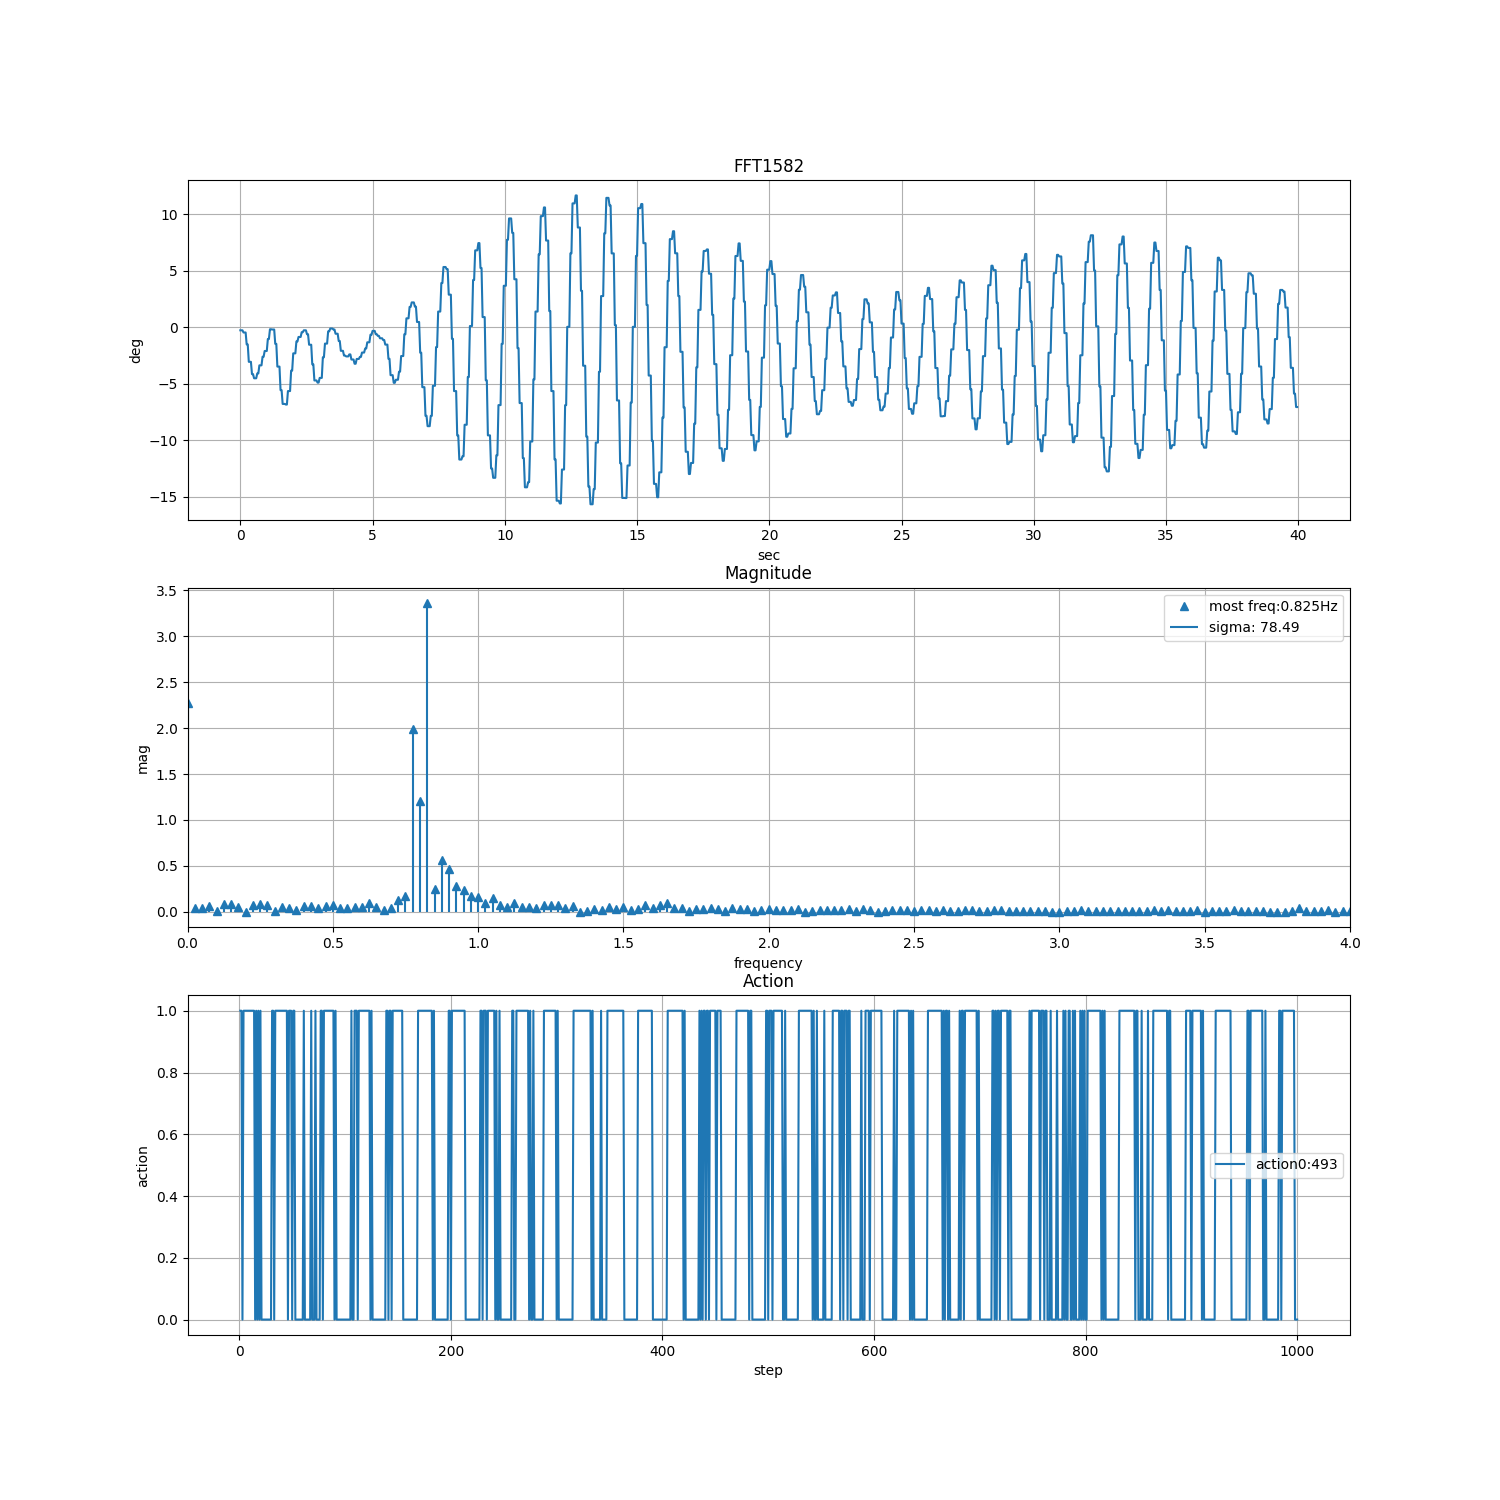 FFT1582
10
5
0
−5
−10
−15
deg
0 5 10 15 20 25 30 35 40
sec
Magnitude
3.5
3.0
2.5
2.0
1.5
1.0
0.5
0.0
mag
most freq:0.825Hz
sigma: 78.49
0.0 0.5 1.0 1.5 2.0 2.5 3.0 3.5 4.0
frequency
Action
1.0
0.8
0.6
0.4
0.2
0.0
action
action0:493
0 200 400 600 800 1000
step